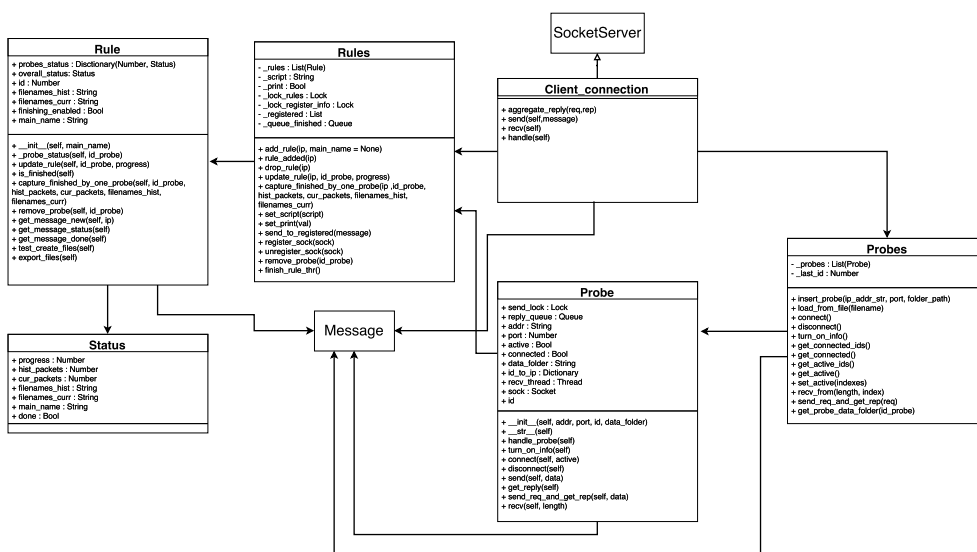 SocketServer
Rule
+ probes_status : Disctionary(Number, Status)
+ overall_status: Status
+ id : Number
+ filenames_hist : String
+ filenames_curr : String
+ finishing_enabled : Bool
+ main_name : String
+ __init__(self, main_name)
+ _probe_status(self, id_probe)
+ update_rule(self, id_probe, progress)
+ is_finished(self)
+ capture_finished_by_one_probe(self, id_probe,
hist_packets, cur_packets, filenames_hist,
filenames_curr)
+ remove_probe(self, id_probe)
+ get_message_new(self, ip)
+ get_message_status(self)
+ get_message_done(self)
+ test_create_files(self)
+ export_files(self)
Rules
- _rules : List(Rule)
- _script : String
- _print : Bool
- _lock_rules : Lock
- _lock_register_info : Lock
- _registered : List
- _queue_finished : Queue
+ add_rule(ip, main_name = None)
+ rule_added(ip)
+ drop_rule(ip)
+ update_rule(ip, id_probe, progress)
+ capture_finished_by_one_probe(ip ,id_probe,
hist_packets, cur_packets, filenames_hist,
filenames_curr)
+ set_script(script)
+ set_print(val)
+ send_to_registered(message)
+ register_sock(sock)
+ unregister_sock(sock)
+ remove_probe(id_probe)
+ finish_rule_thr()
Client_connection
+ aggregate_reply(req,rep)
+ send(self,message)
+ recv(self)
+ handle(self)
Probes
- _probes : List(Probe)
- _last_id : Number
+ insert_probe(ip_addr_str, port, folder_path)
+ load_from_file(filename)
+ connect()
+ disconnect()
+ turn_on_info()
+ get_connected_ids()
+ get_connected()
+ get_active_ids()
+ get_active()
+ set_active(indexes)
+ recv_from(length, index)
+ send_req_and_get_rep(req)
+ get_probe_data_folder(id_probe)
Probe
+ send_lock : Lock
+ reply_queue : Queue
+ addr : String
+ port : Number
+ active : Bool
+ connected : Bool
+ data_folder : String
+ id_to_ip : Dictionary
+ recv_thread : Thread
+ sock : Socket
+ id
+ __init__(self, addr, port, id, data_folder)
+ __str__(self)
+ handle_probe(self)
+ turn_on_info(self)
+ connect(self, active)
+ disconnect(self)
+ send(self, data)
+ get_reply(self)
+ send_req_and_get_rep(self, data)
+ recv(self, length)
Message
Status
+ progress : Number
+ hist_packets : Number
+ cur_packets : Number
+ filenames_hist : String
+ filenames_curr : String
+ main_name : String
+ done : Bool